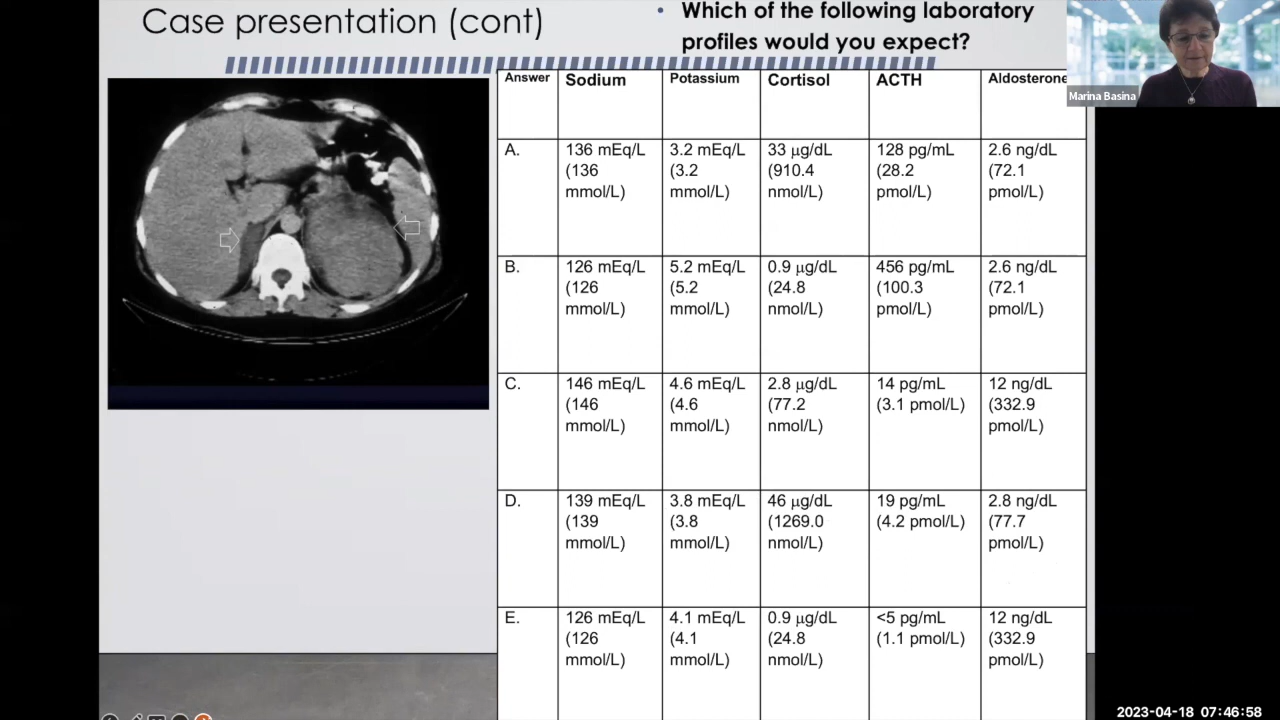 Case presentation (cont)
• Which of the following laboratory
profiles would you expect?
Marina Basina
Answer Sodium Potassium Cortisol ACTH Aldosterone
A. 136 mEq/L 3.2 mEq/L 33 μg/dL 128 pg/mL 2.6 ng/dL
(136 (3.2 (910.4 (28.2 (72.1
mmol/L) mmol/L) nmol/L) pmol/L) pmol/L)
B. 126 mEq/L 5.2 mEq/L 0.9 μg/dL 456 pg/mL 2.6 ng/dL
(126 (5.2 (24.8 (100.3 (72.1
mmol/L) mmol/L) nmol/L) pmol/L) pmol/L)
C. 146 mEq/L 4.6 mEq/L 2.8 μg/dL 14 pg/mL 12 ng/dL
(146 (4.6 (77.2 (3.1 pmol/L) (332.9
mmol/L) mmol/L) nmol/L) pmol/L)
D. 139 mEq/L 3.8 mEq/L 46 μg/dL 19 pg/mL 2.8 ng/dL
(139 (3.8 (1269.0 (4.2 pmol/L) (77.7
mmol/L) mmol/L) nmol/L) pmol/L)
E. 126 mEq/L 4.1 mEq/L 0.9 μg/dL <5 pg/mL 12 ng/dL
(126 (4.1 (24.8 (1.1 pmol/L) (332.9
mmol/L) mmol/L) nmol/L) pmol/L)
2023-04-18 07:46:58